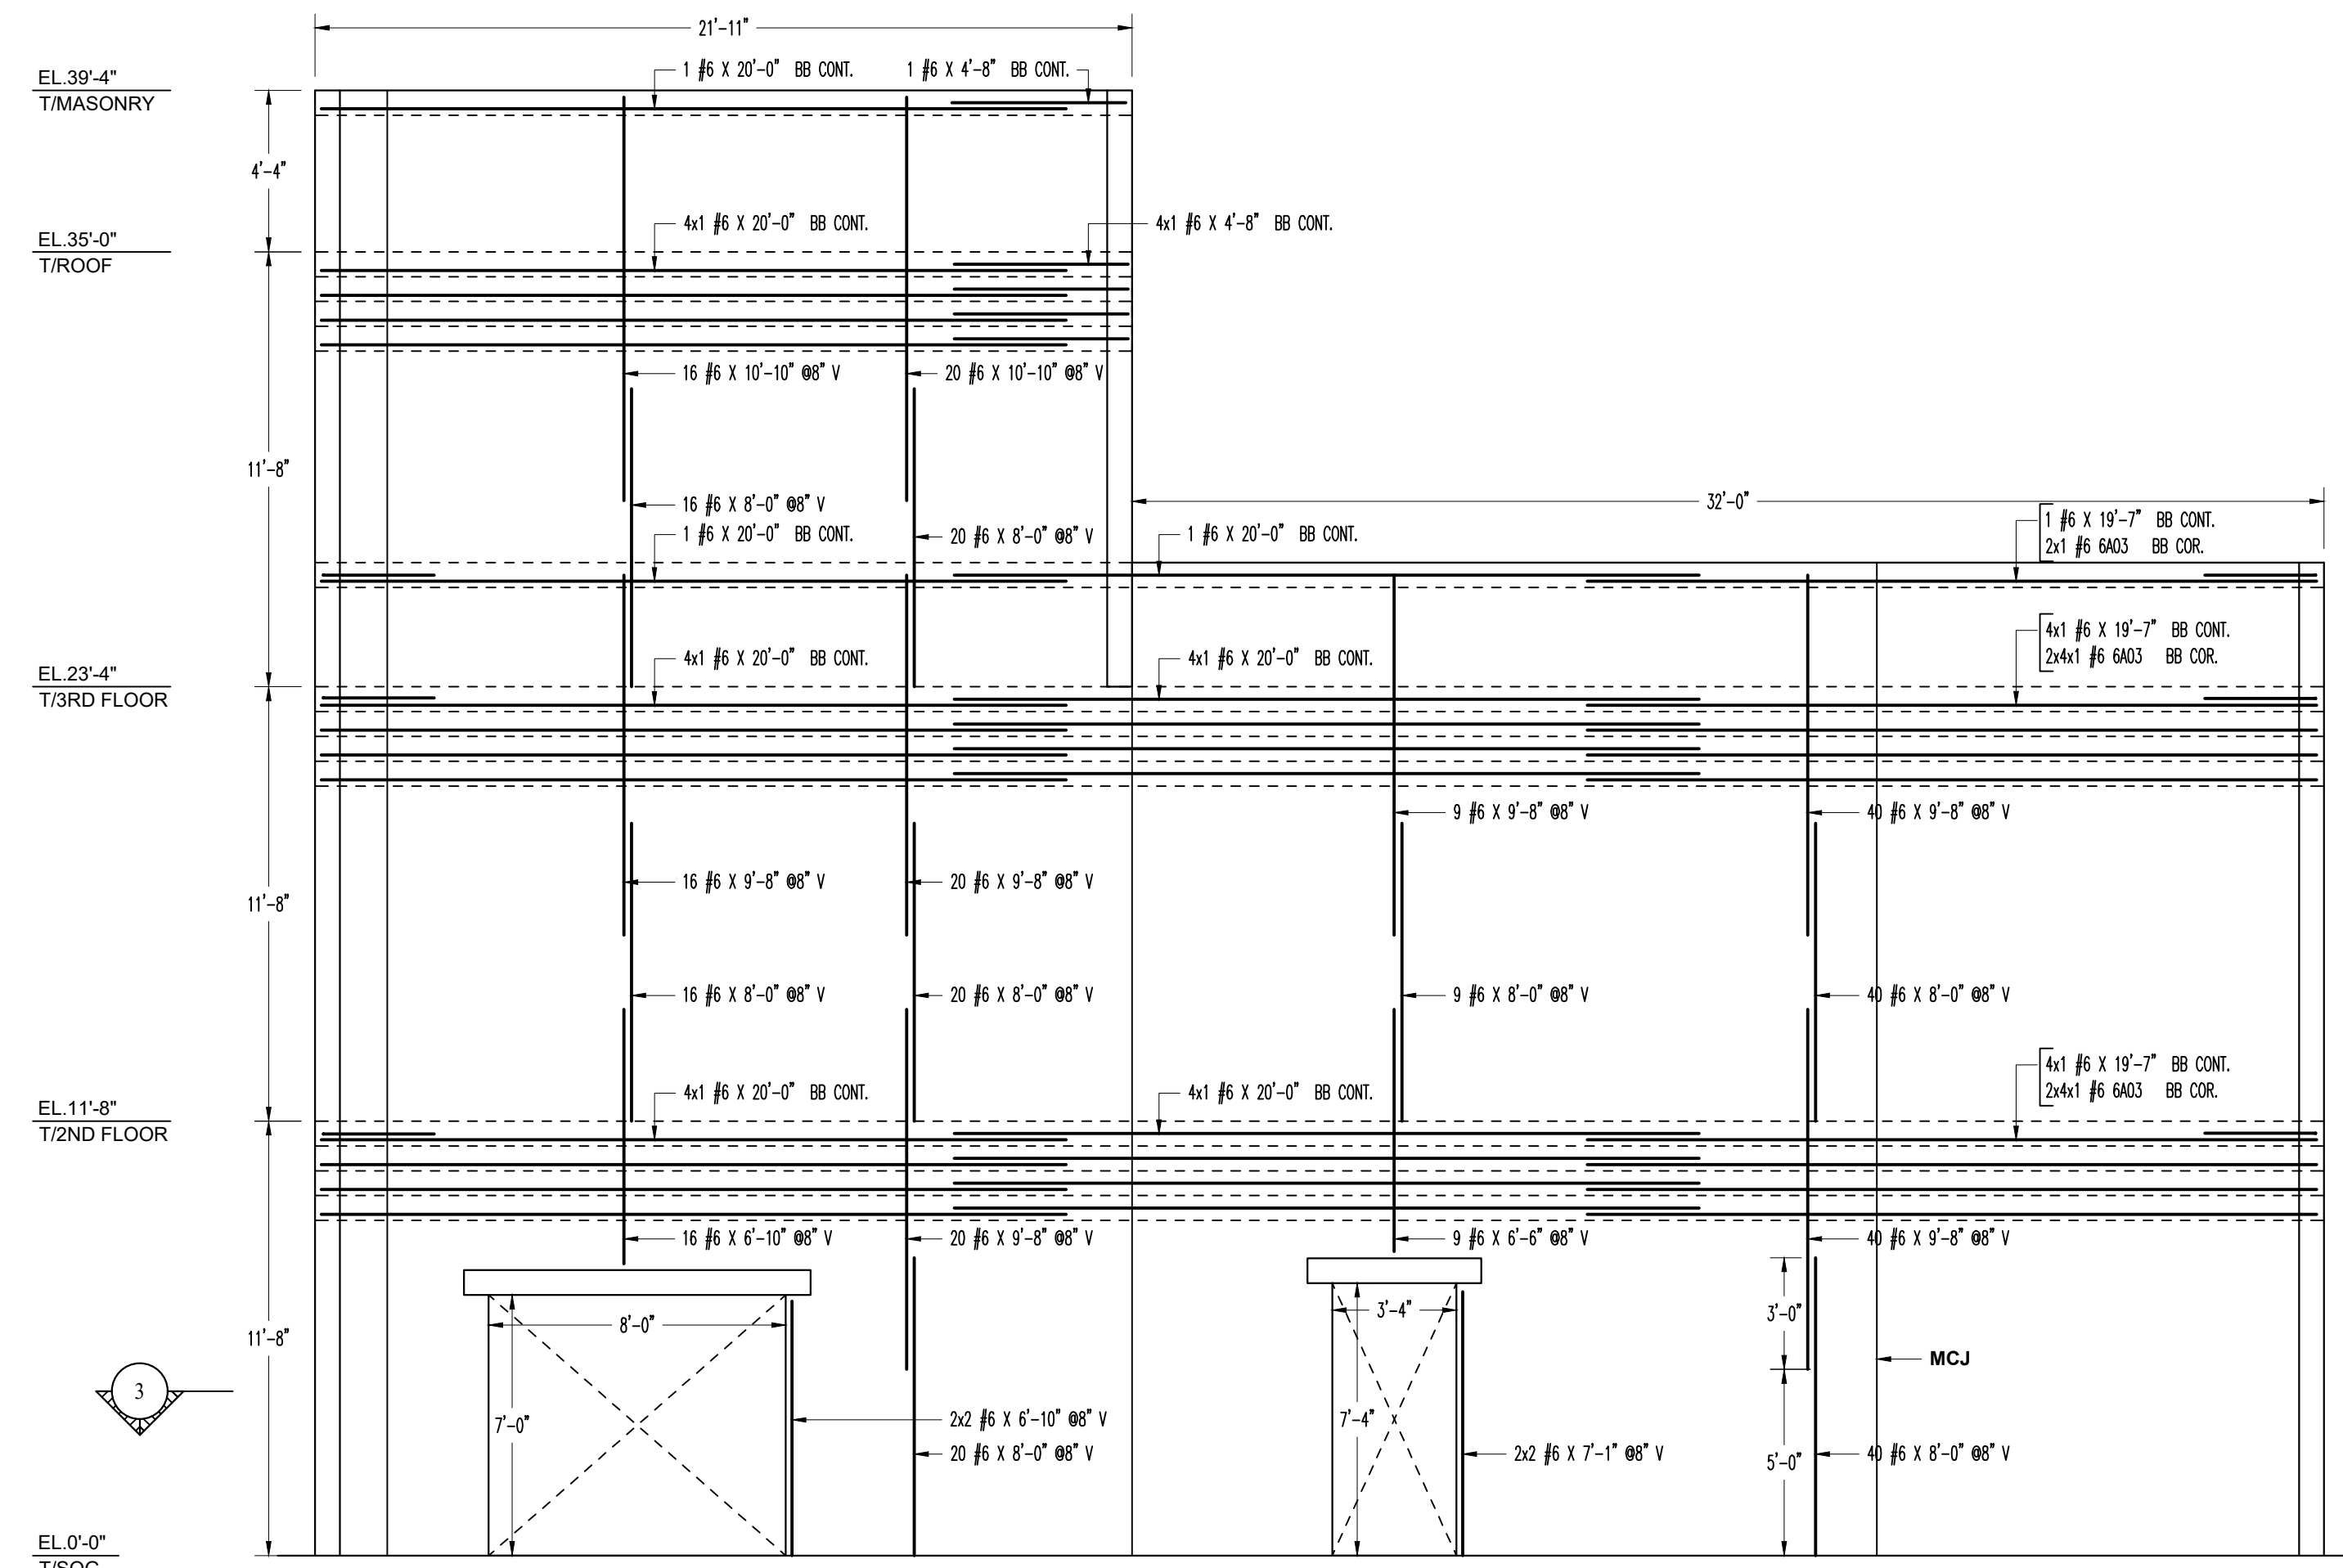 21'-11"
EL.39'-4"
T/MASONRY
1 #6 X 20'-0" BB CONT.
1 #6 X 4'-8" BB CONT.
4'-4"
4x1 #6 X 20'-0" BB CONT.
4x1 #6 X 4'-8" BB CONT.
EL.35'-0"
T/ROOF
16 #6 X 10'-10" @8" V
20 #6 X 10'-10" @8" V
11'-8"
16 #6 X 8'-0" @8" V
32'-0"
1 #6 X 20'-0" BB CONT.
20 #6 X 8'-0" @8" V
1 #6 X 20'-0" BB CONT.
1 #6 X 19'-7" BB CONT.
2x1 #6 6A03 BB COR.
4x1 #6 X 19'-7" BB CONT.
2x4x1 #6 6A03 BB COR.
EL.23'-4"
T/3RD FLOOR
4x1 #6 X 20'-0" BB CONT.
4x1 #6 X 20'-0" BB CONT.
9 #6 X 9'-8" @8" V
40 #6 X 9'-8" @8" V
11'-8"
16 #6 X 9'-8" @8" V
20 #6 X 9'-8" @8" V
16 #6 X 8'-0" @8" V
20 #6 X 8'-0" @8" V
9 #6 X 8'-0" @8" V
40 #6 X 8'-0" @8" V
4x1 #6 X 19'-7" BB CONT.
2x4x1 #6 6A03 BB COR.
EL.11'-8"
T/2ND FLOOR
4x1 #6 X 20'-0" BB CONT.
4x1 #6 X 20'-0" BB CONT.
16 #6 X 6'-10" @8" V
20 #6 X 9'-8" @8" V
9 #6 X 6'-6" @8" V
40 #6 X 9'-8" @8" V
11'-8"
8'-0"
3'-4"
3'-0"
MCJ
3
7'-0"
2x2 #6 X 6'-10" @8" V
7'-4"
20 #6 X 8'-0" @8" V
2x2 #6 X 7'-1" @8" V
5'-0"
40 #6 X 8'-0" @8" V
EL.0'-0"
T/SOG